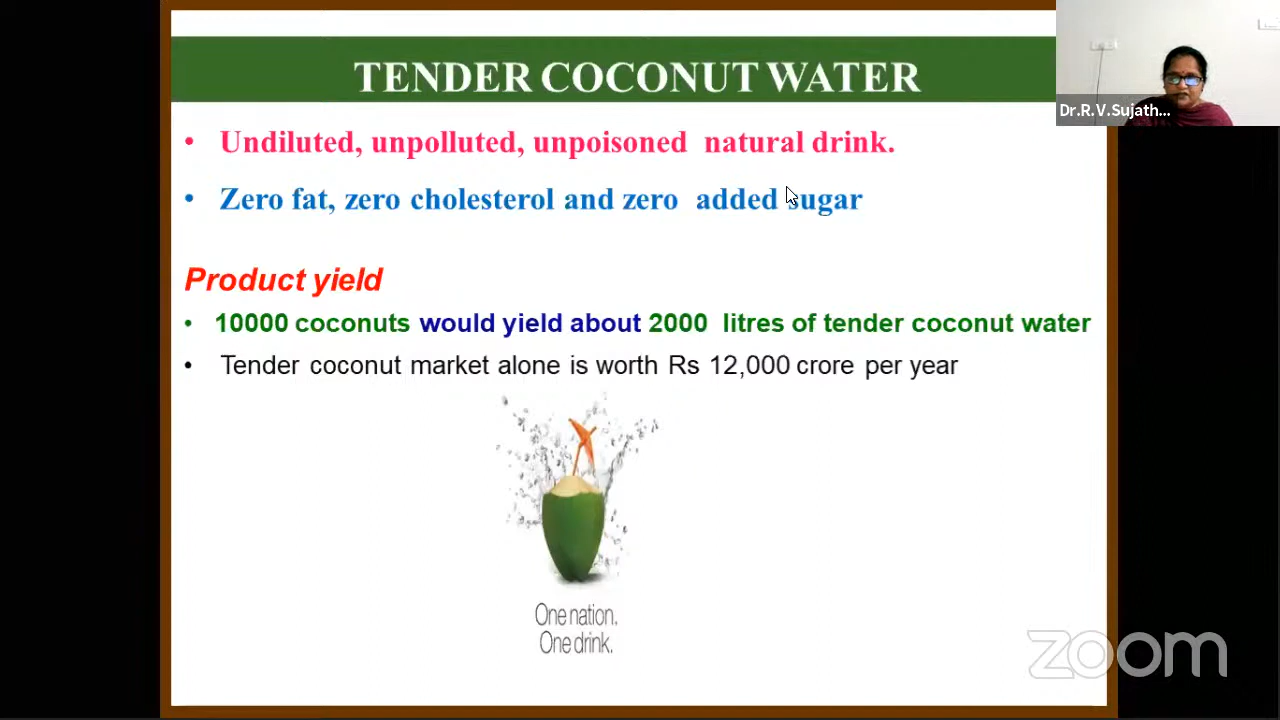 TENDER COCONUT WATER
Dr.R.V.Sujath...
• Undiluted, unpolluted, unpoisoned natural drink.
• Zero fat, zero cholesterol and zero added sugar
Product yield
• 10000 coconuts would yield about 2000 litres of tender coconut water
• Tender coconut market alone is worth Rs 12,000 crore per year
One nation.
One drink.
zoom